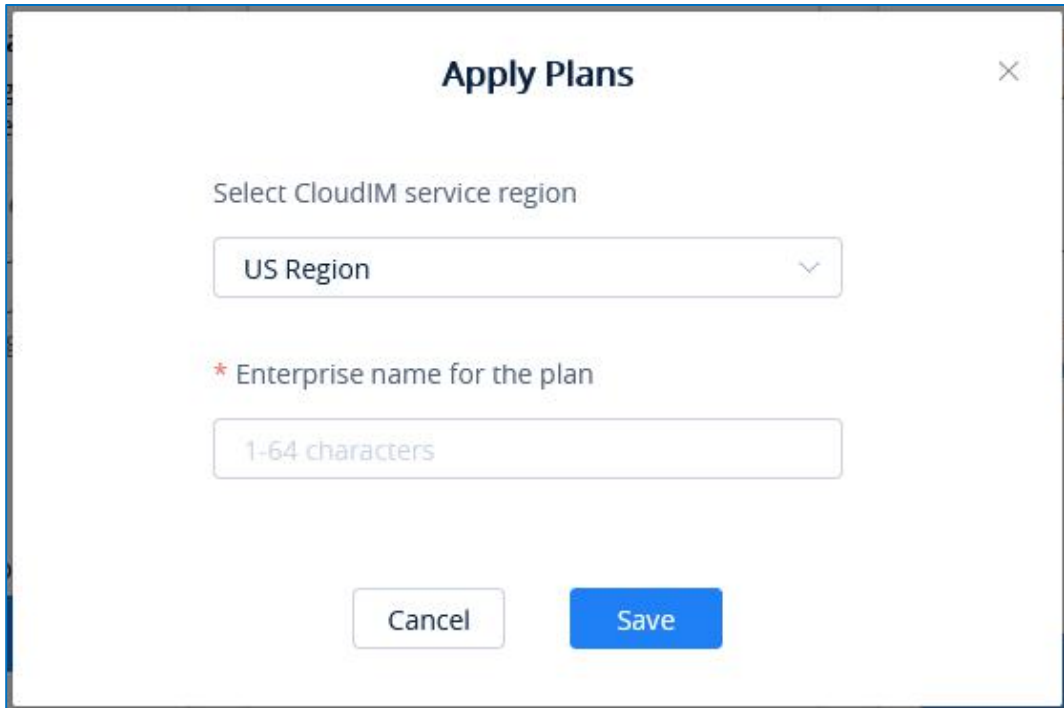 Apply Plans
Select CloudIM service region
US Region
* Enterprise name for the plan
1-64 characters
Cancel
Save